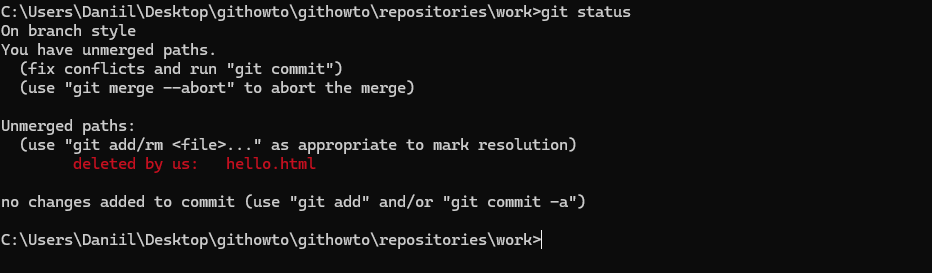 C:\Users\Daniil\Desktop\githowto\githowto\repositories\work>git status
On branch style
You have unmerged paths.
  (fix conflicts and run "git commit")
  (use "git merge --abort" to abort the merge)

Unmerged paths:
  (use "git add/rm <file>..." as appropriate to mark resolution)
        deleted by us:   hello.html

no changes added to commit (use "git add" and/or "git commit -a")

C:\Users\Daniil\Desktop\githowto\githowto\repositories\work>